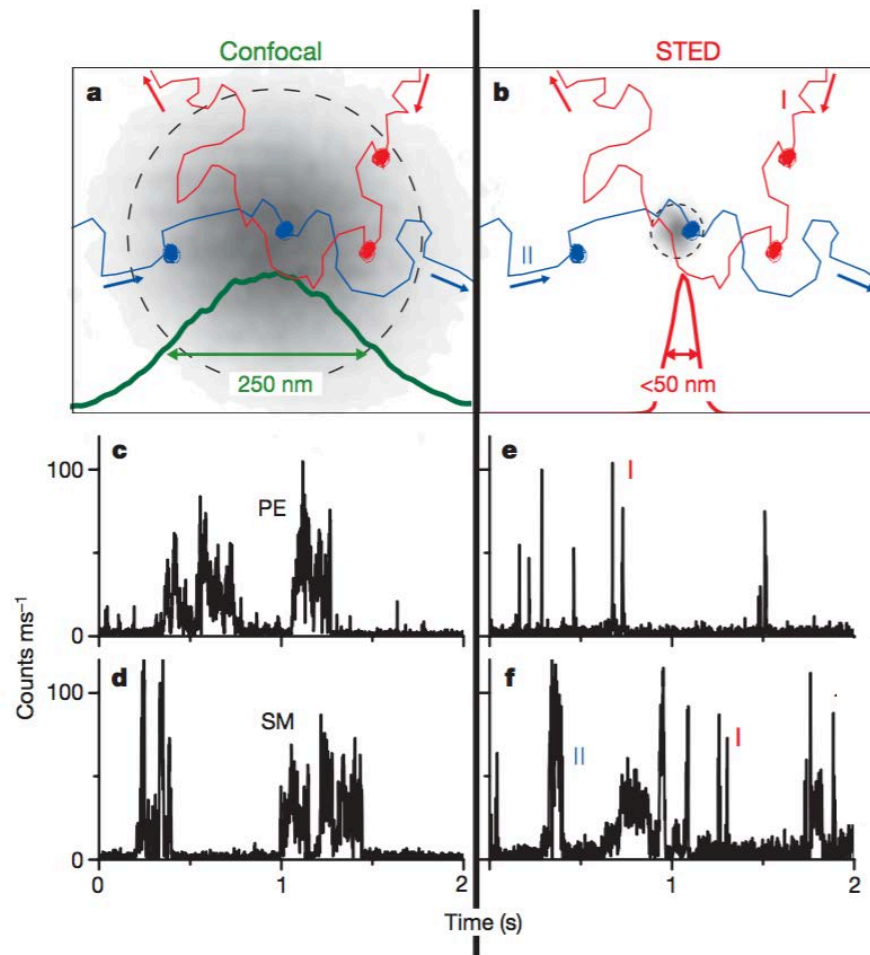 Confocal
STED
a
b
I
II
250 nm
<50 nm
c
e
100
PE
I
0
d
f
100
SM
II
I
0
Counts ms⁻¹
0 1 2
1 2
Time (s)